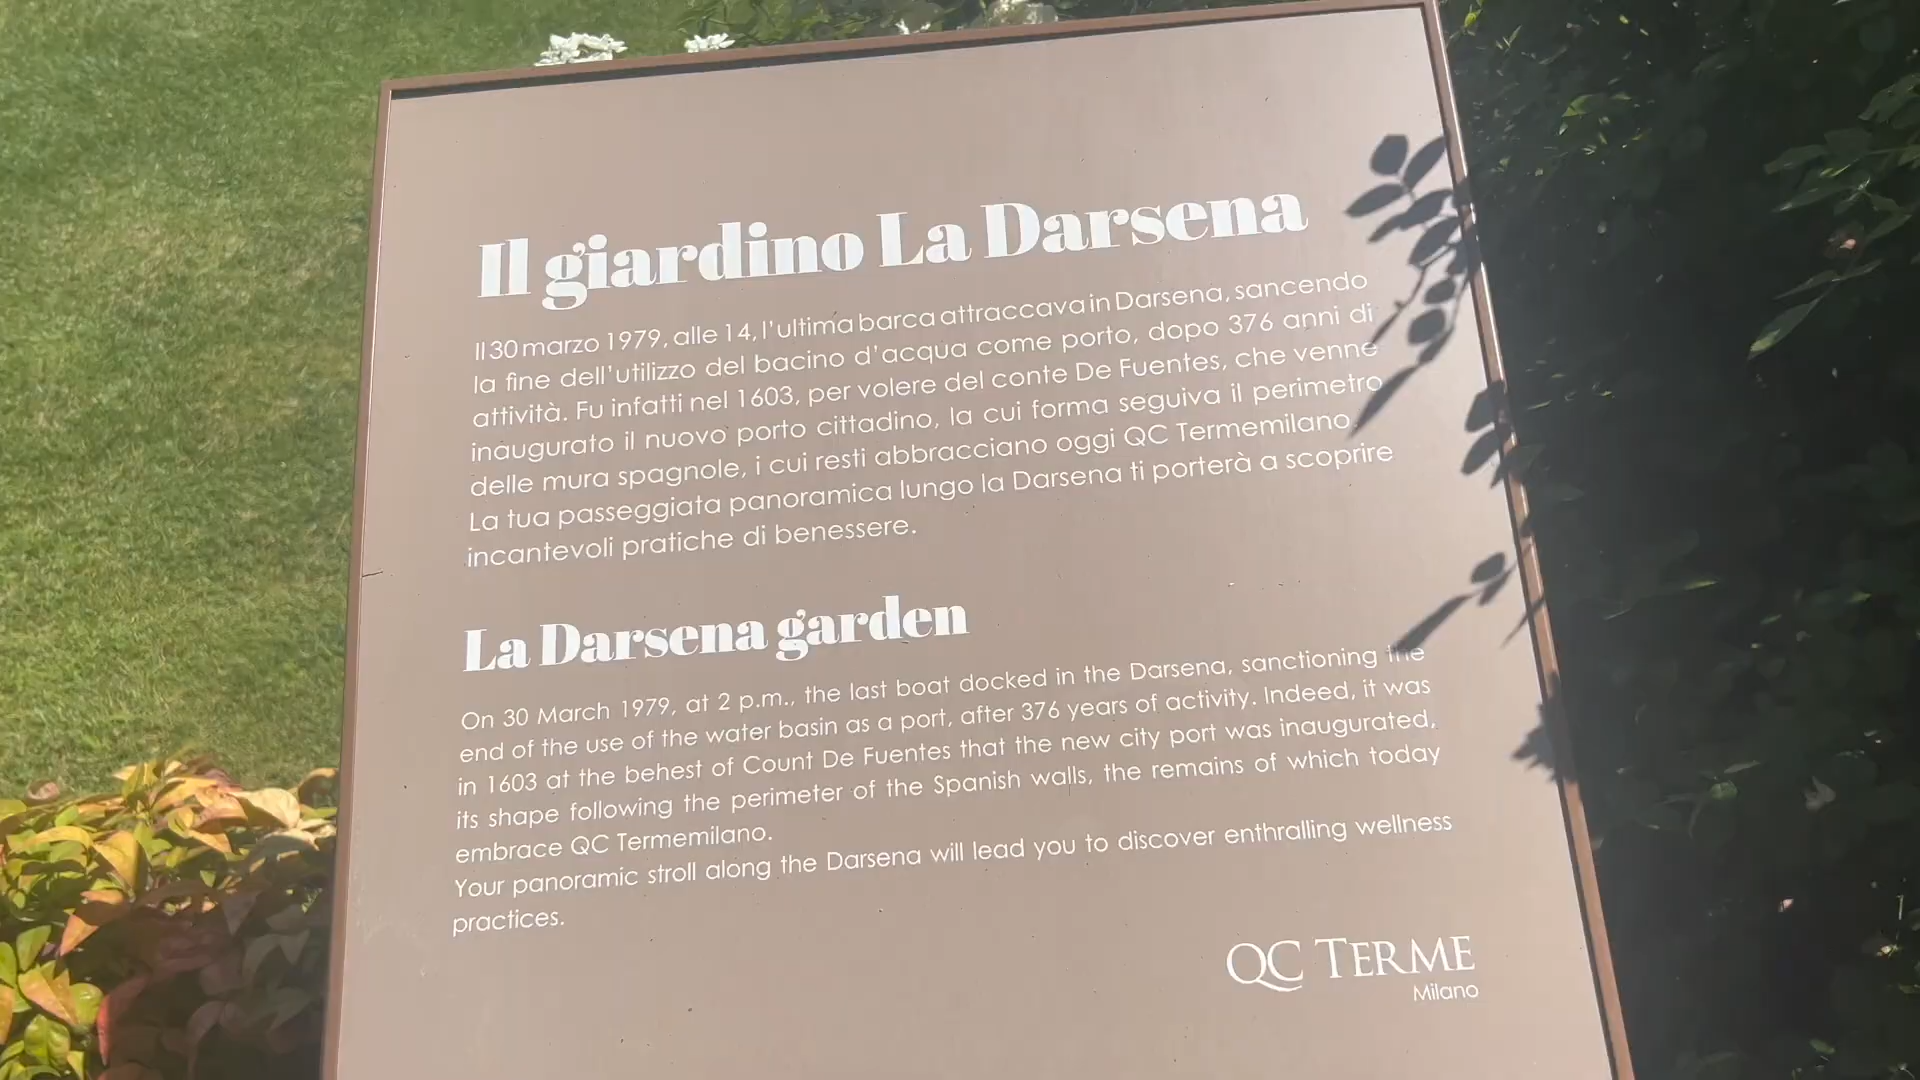 Il giardino La Darsena
Il 30 marzo 1979, alle 14, l'ultima barca attraccava in Darsena, sancendo
la fine dell'utilizzo del bacino d'acqua come porto, dopo 376 anni di
attività. Fu infatti nel 1603, per volere del conte De Fuentes, che venne
inaugurato il nuovo porto cittadino, la cui forma seguiva il perimetro
delle mura spagnole, i cui resti abbracciano oggi QC Termemilano.
La tua passeggiata panoramica lungo la Darsena ti porterà a scoprire
incantevoli pratiche di benessere.
La Darsena garden
On 30 March 1979, at 2 p.m., the last boat docked in the Darsena, sanctioning the
end of the use of the water basin as a port, after 376 years of activity. Indeed, it was
in 1603 at the behest of Count De Fuentes that the new city port was inaugurated,
its shape following the perimeter of the Spanish walls, the remains of which today
embrace QC Termemilano.
Your panoramic stroll along the Darsena will lead you to discover enthralling wellness
practices.
QC TERME
Milano